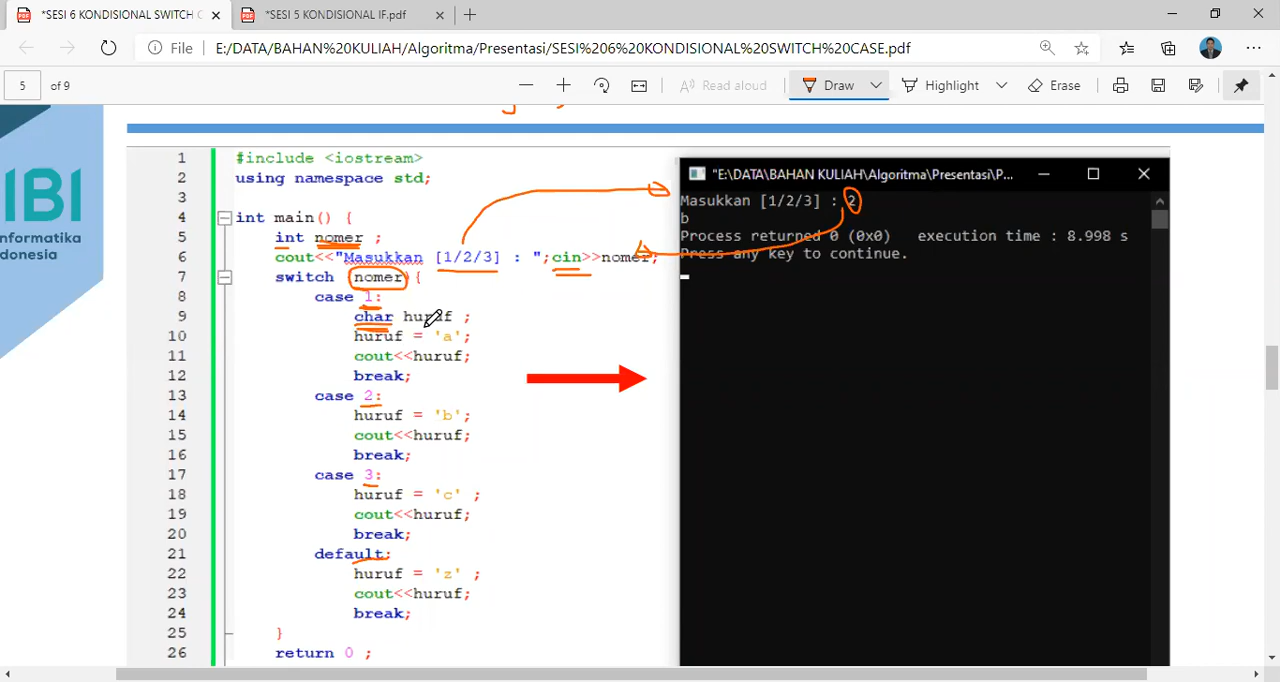 *SESI 6 KONDISIONAL SWITCH C
*SESI 5 KONDISIONAL IF.pdf
File
E:/DATA/BAHAN%20KULIAH/Algoritma/Presentasi/SESI%206%20KONDISIONAL%20SWITCH%20CASE.pdf
5 of 9
Read aloud
Draw
Highlight
Erase
IBI
nformatika
donesia
1 #include <iostream>
2 using namespace std;
3
4 int main() {
5 int nomer ;
6 cout<<"Masukkan [1/2/3] : ";cin>>nomer;
7 switch (nomer){
8 case 1:
9 char huruf ;
10 huruf = 'a';
11 cout<<huruf;
12 break;
13 case 2:
14 huruf = 'b';
15 cout<<huruf;
16 break;
17 case 3:
18 huruf = 'c' ;
19 cout<<huruf;
20 break;
21 default:
22 huruf = 'z' ;
23 cout<<huruf;
24 break;
25 }
26 return 0 ;
"E:\DATA\BAHAN KULIAH\Algoritma\Presentasi\P...
Masukkan [1/2/3] : 2
b
Process returned 0 (0x0) execution time : 8.998 s
Press any key to continue.